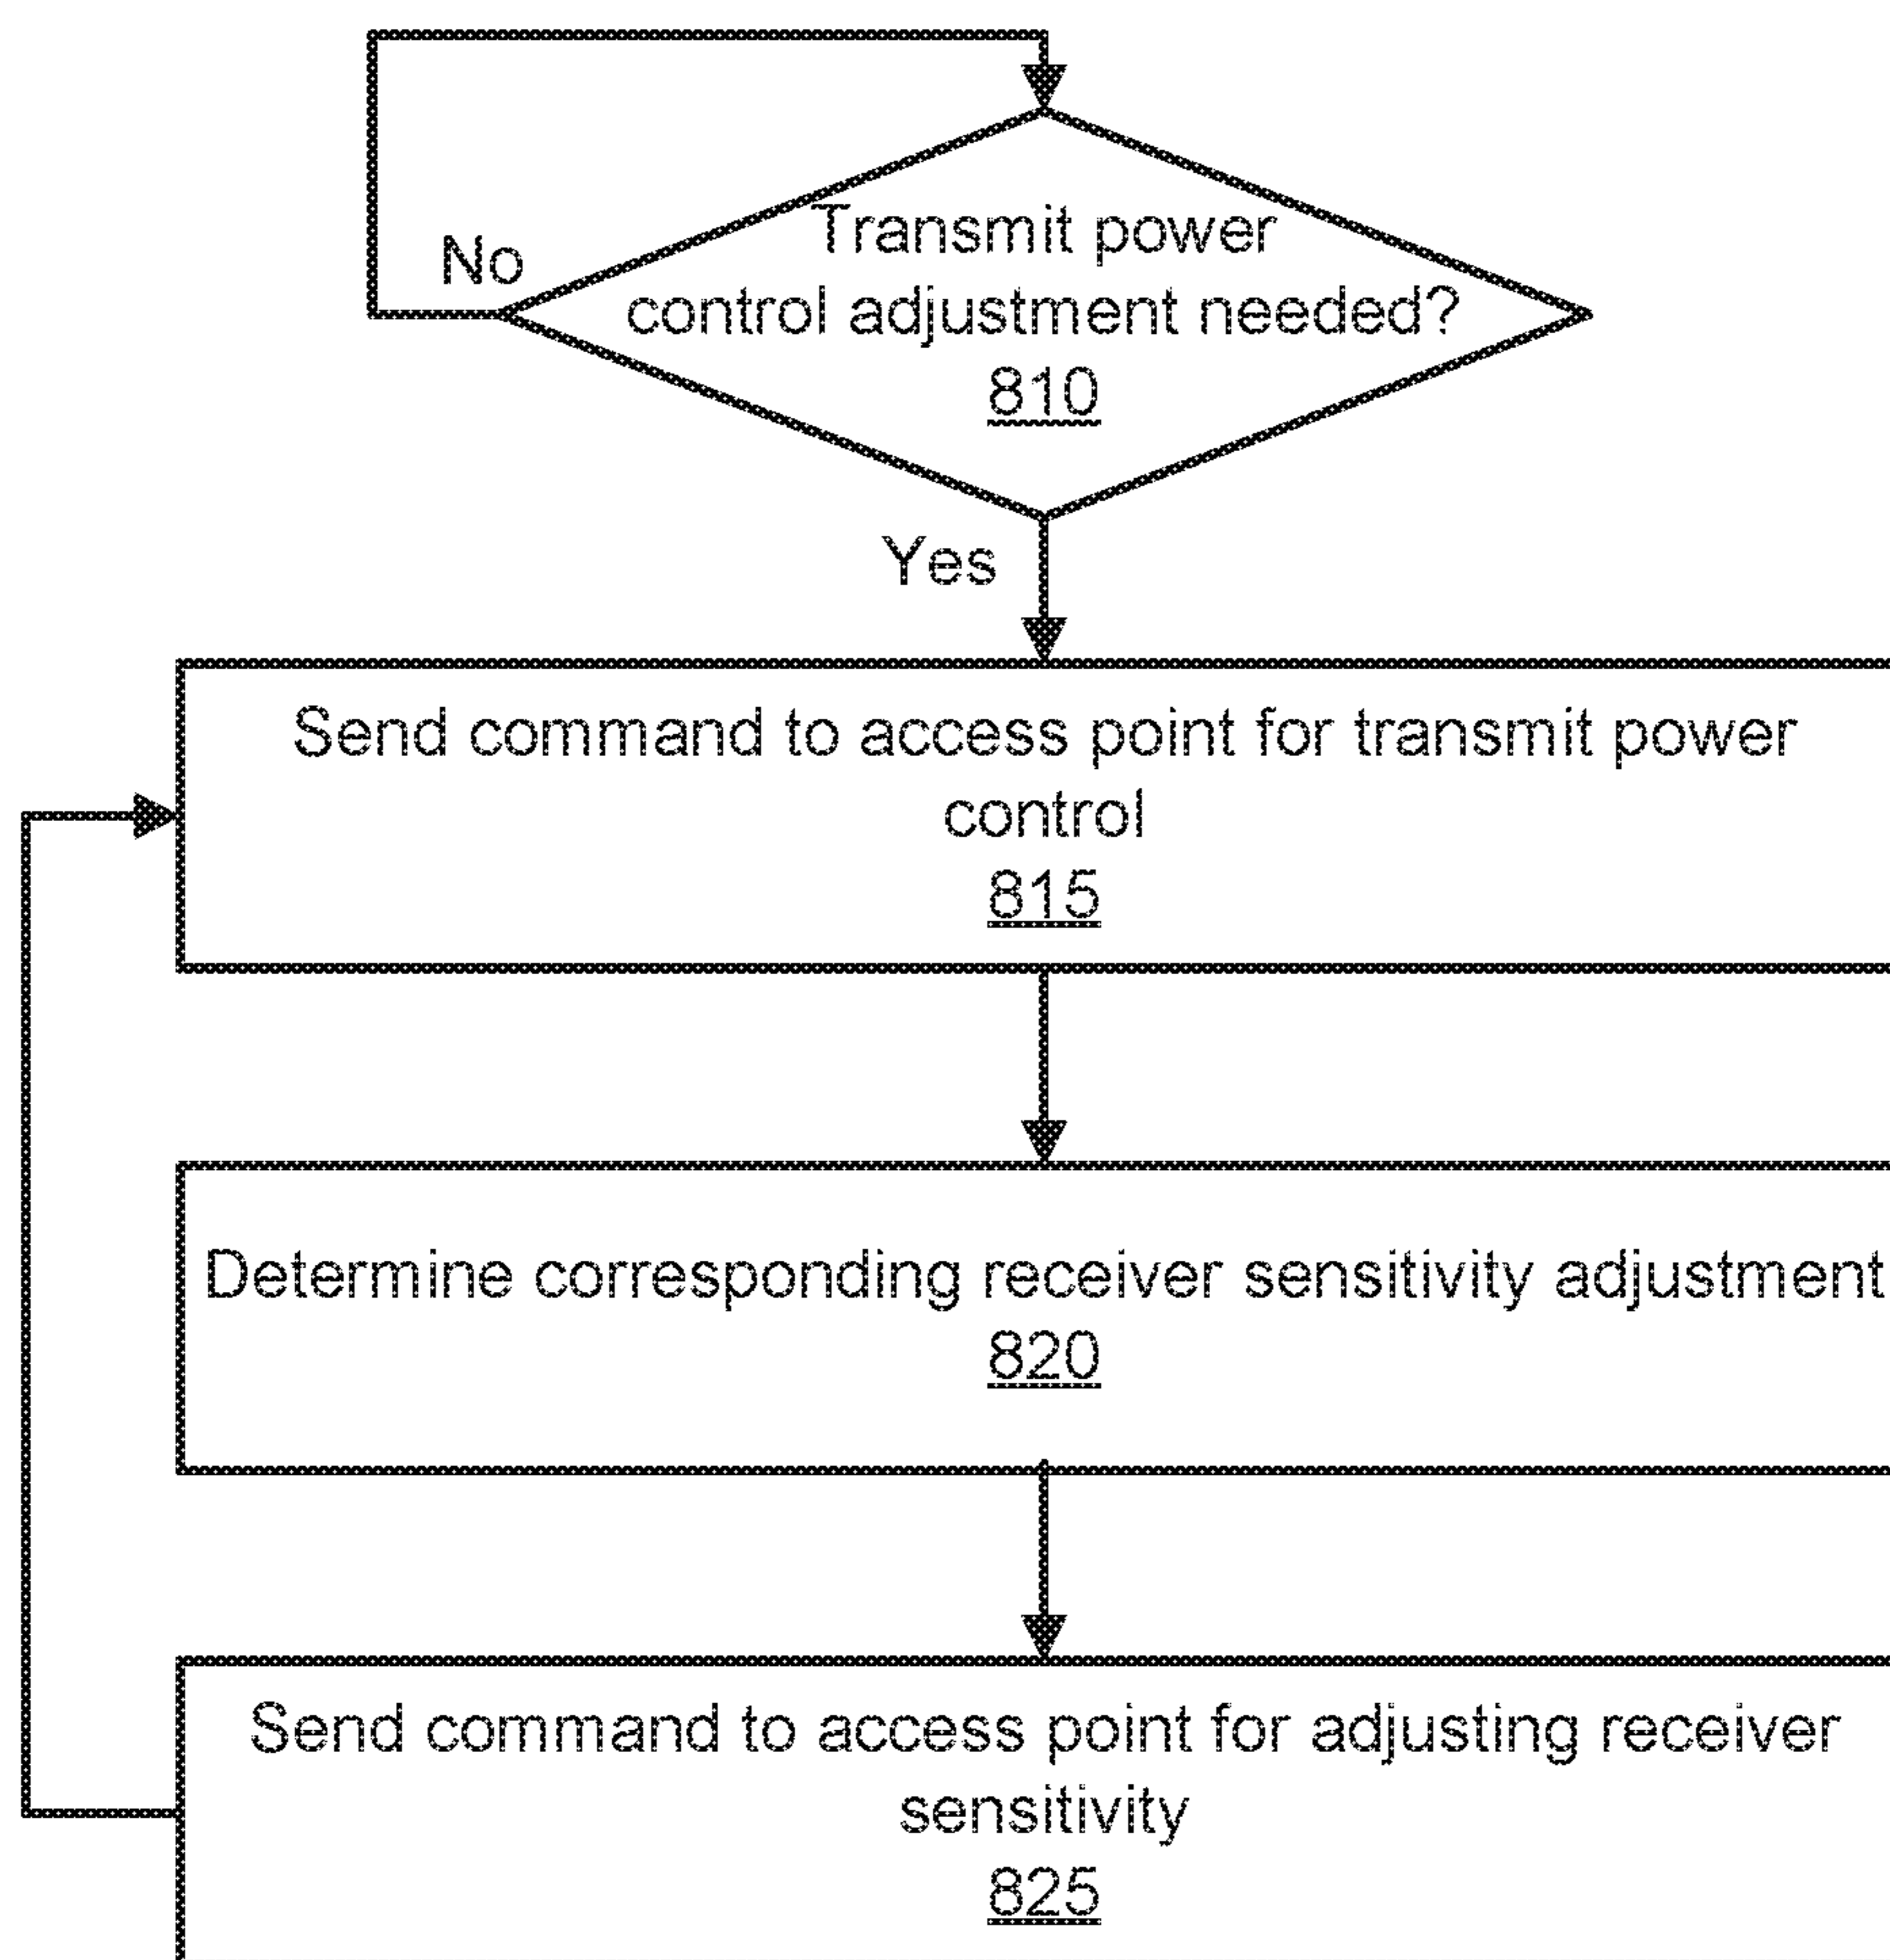 Transmit power
No
control adjustment needed?
810
Yes
Send command to access point for transmit power
control
815
Determine corresponding receiver sensitivity adjustment
820
Send command to access point for adjusting receiver
sensitivity
825